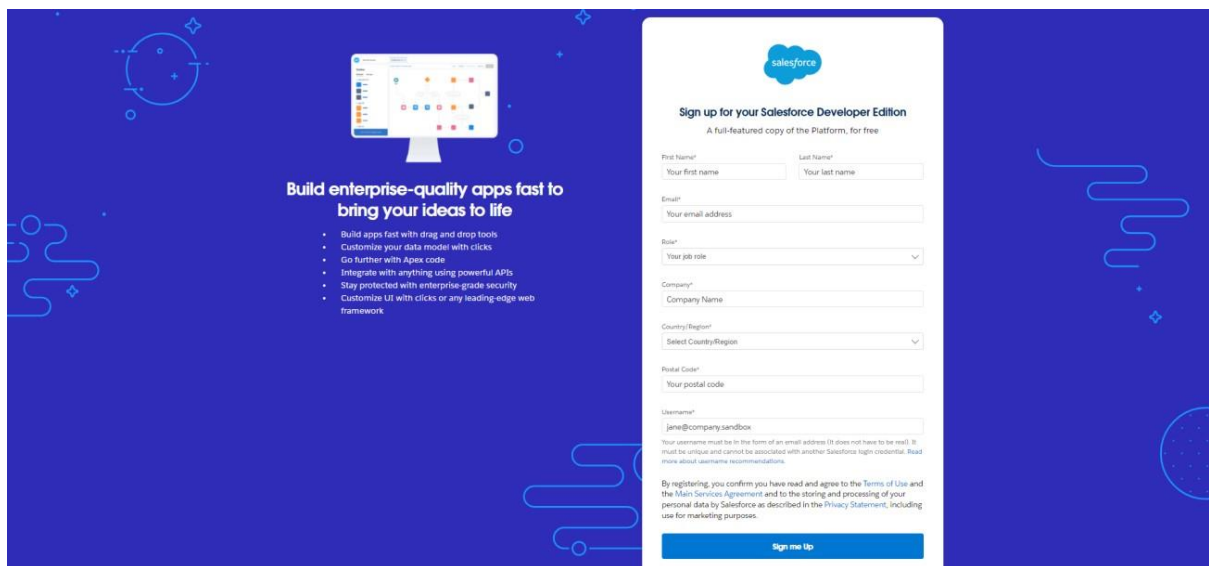 Build enterprise-quality apps fast to
bring your ideas to life
Build apps fast with drag and drop tools
Customize your data model with clicks
Go further with Apex code
Integrate with anything using powerful APIs
Stay protected with enterprise-grade security
Customize UI with clicks or any leading-edge web
framework
salesforce
Sign up for your Salesforce Developer Edition
A full-featured copy of the Platform, for free
First Name* Last Name*
Your first name Your last name
Email*
Your email address
Role*
Your job role
Company*
Company Name
Country/Region*
Select Country/Region
Postal Code*
Your postal code
Username*
jane@company.sandbox
Your username must be in the form of an email address (It does not have to be real). It
must be unique and cannot be associated with another Salesforce login credential. Read
more about username recommendations.
By registering, you confirm you have read and agree to the Terms of Use and
the Main Services Agreement and to the storing and processing of your
personal data by Salesforce as described in the Privacy Statement, including
use for marketing purposes.
Sign me Up